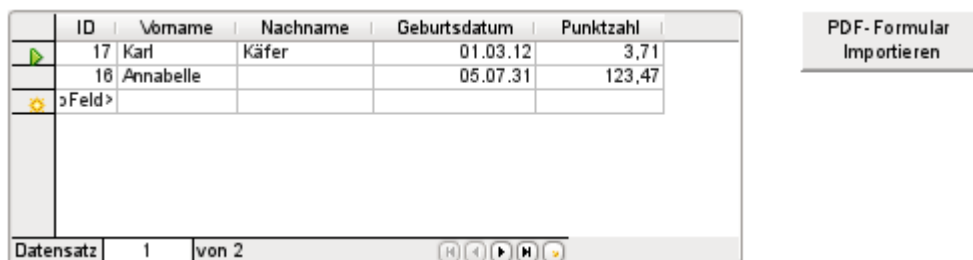 ID Vorname Nachname Geburtsdatum Punktzahl
17 Karl Käfer 01.03.12 3,71
16 Annabelle 05.07.31 123,47
oFeld>
Datensatz 1 von 2
PDF-Formular
Importieren